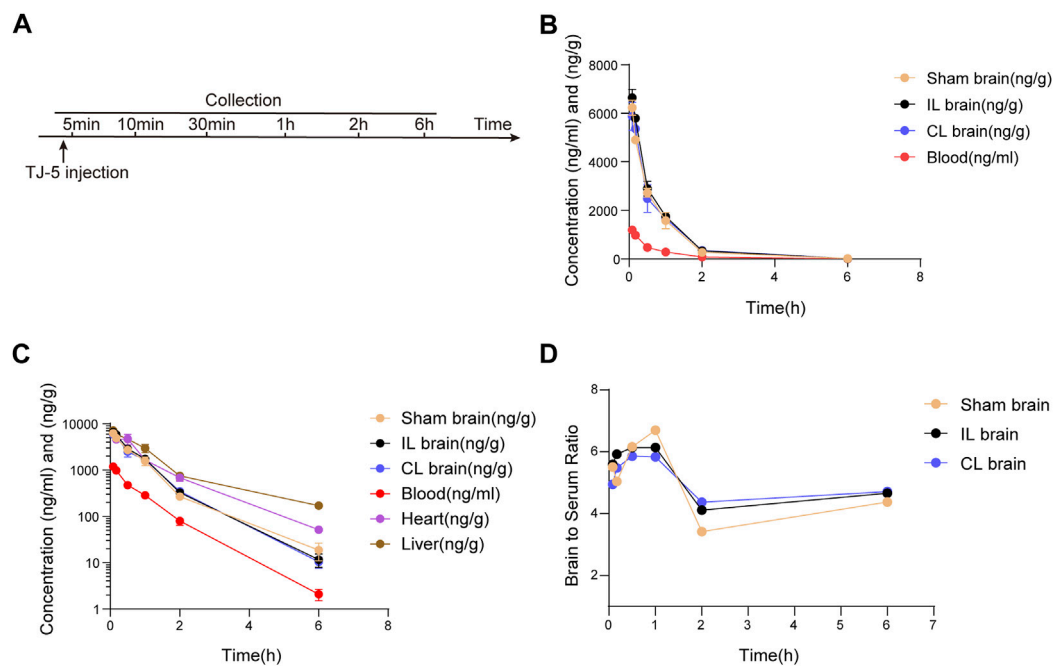 A
Collection
5min 10min 30min 1h 2h 6h Time
TJ-5 injection
B
Concentration (ng/ml) and (ng/g)
8000
6000
4000
2000
0
0 2 4 6 8
Time(h)
Sham brain(ng/g)
IL brain(ng/g)
CL brain(ng/g)
Blood(ng/ml)
C
Concentration (ng/ml) and (ng/g)
10000
1000
100
10
1
0 2 4 6 8
Time(h)
Sham brain(ng/g)
IL brain(ng/g)
CL brain(ng/g)
Blood(ng/ml)
Heart(ng/g)
Liver(ng/g)
D
Brain to Serum Ratio
8
6
4
2
0 0 1 2 3 4 5 6 7
Time(h)
Sham brain
IL brain
CL brain